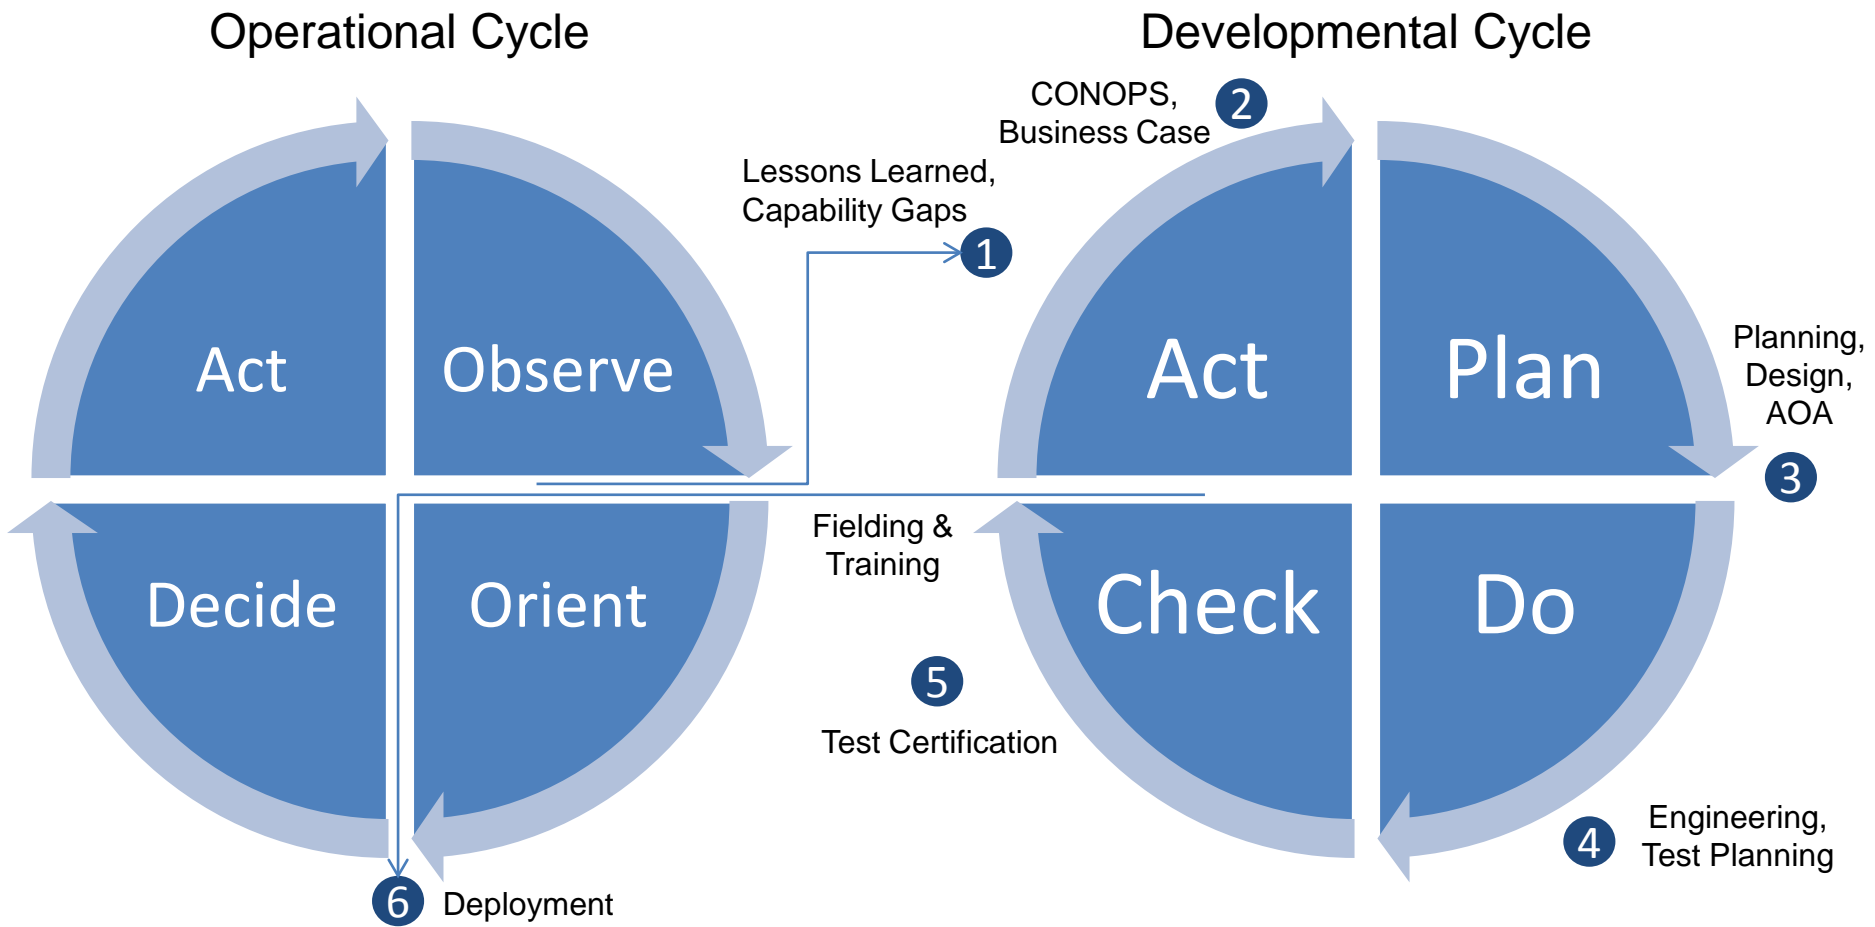 Operational Cycle
Developmental Cycle
CONOPS,
Business Case
2
Lessons Learned,
Capability Gaps
1
Act
Observe
Act
Plan
Planning,
Design,
AOA
3
Fielding &
Training
Decide
Orient
Check
Do
5
Test Certification
4
Engineering,
Test Planning
6
Deployment